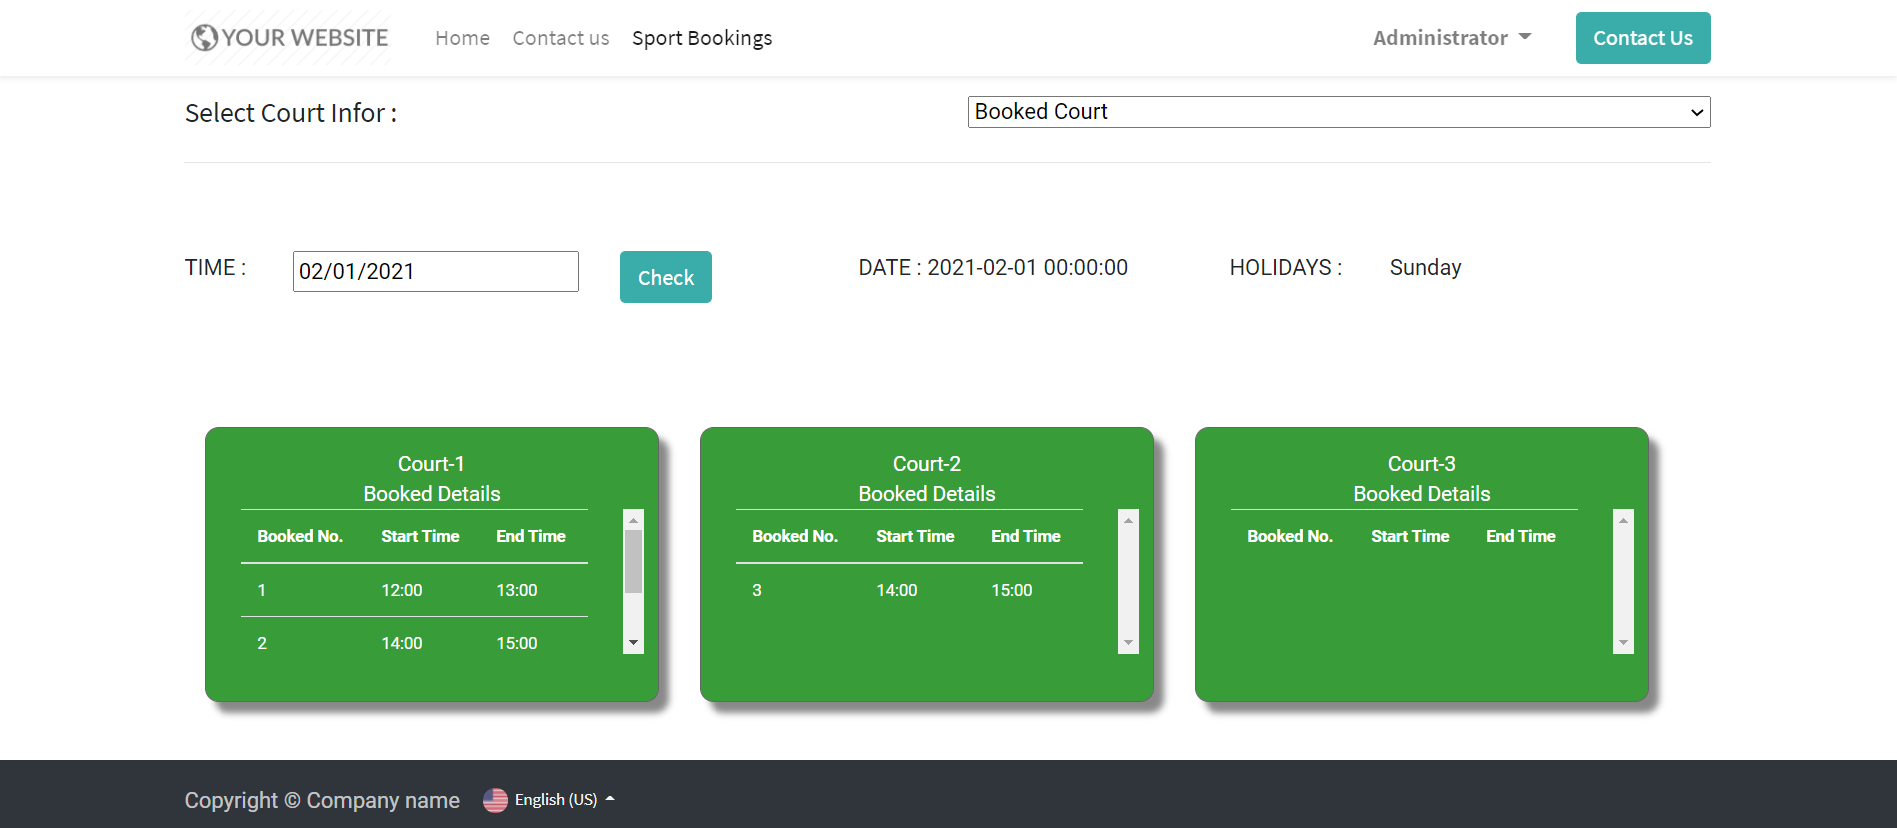 YOUR WEBSITE Home Contact us Sport Bookings Administrator Contact Us
Select Court Infor : Booked Court
TIME : 02/01/2021 Check DATE : 2021-02-01 00:00:00 HOLIDAYS : Sunday
Court-1
Booked Details
Booked No. Start Time End Time
1 12:00 13:00
2 14:00 15:00
Court-2
Booked Details
Booked No. Start Time End Time
3 14:00 15:00
Court-3
Booked Details
Booked No. Start Time End Time
Copyright © Company name English (US)